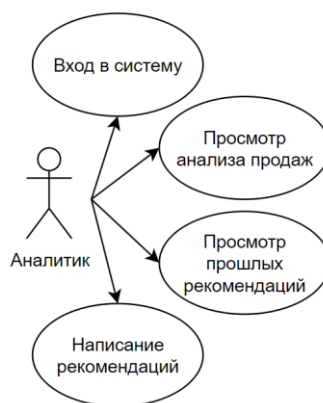 Вход в
систему
Просмотр
анализа продаж
Аналитик
Просмотр
прошлых
рекомендаций
Написание
рекомендаций